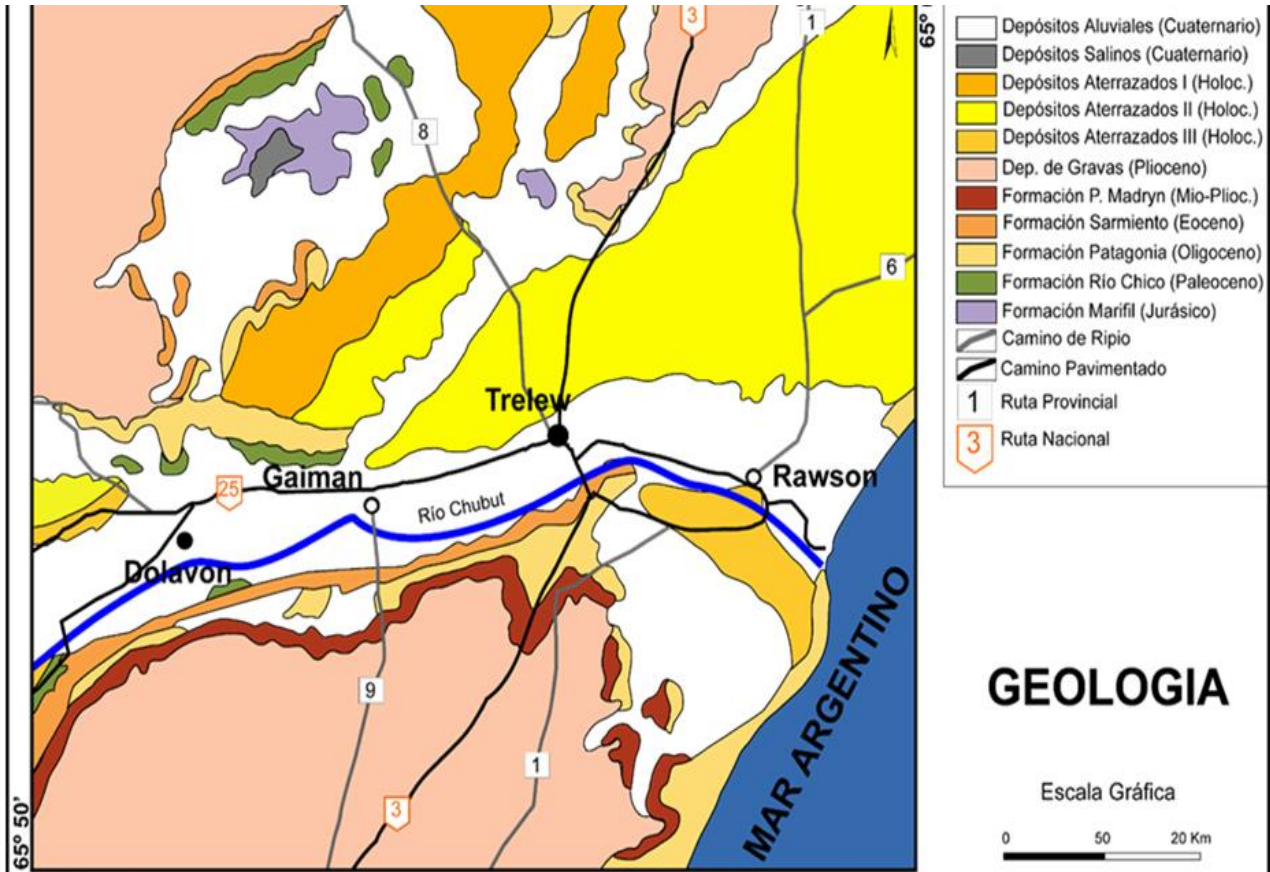 3
1
65°
8
6
Trelew
Gaiman
25
Río Chubut
Rawson
Dolavon
9
1
3
MAR ARGENTINO
65° 50'
Depósitos Aluviales (Cuaternario)
Depósitos Salinos (Cuaternario)
Depósitos Aterrazados I (Holoc.)
Depósitos Aterrazados II (Holoc.)
Depósitos Aterrazados III (Holoc.)
Dep. de Gravas (Plioceno)
Formación P. Madryn (Mio-Plioc.)
Formación Sarmiento (Eoceno)
Formación Patagonia (Oligoceno)
Formación Río Chico (Paleoceno)
Formación Marifil (Jurásico)
Camino de Ripio
Camino Pavimentado
1 Ruta Provincial
3 Ruta Nacional
GEOLOGIA
Escala Gráfica
0 50 20 Km